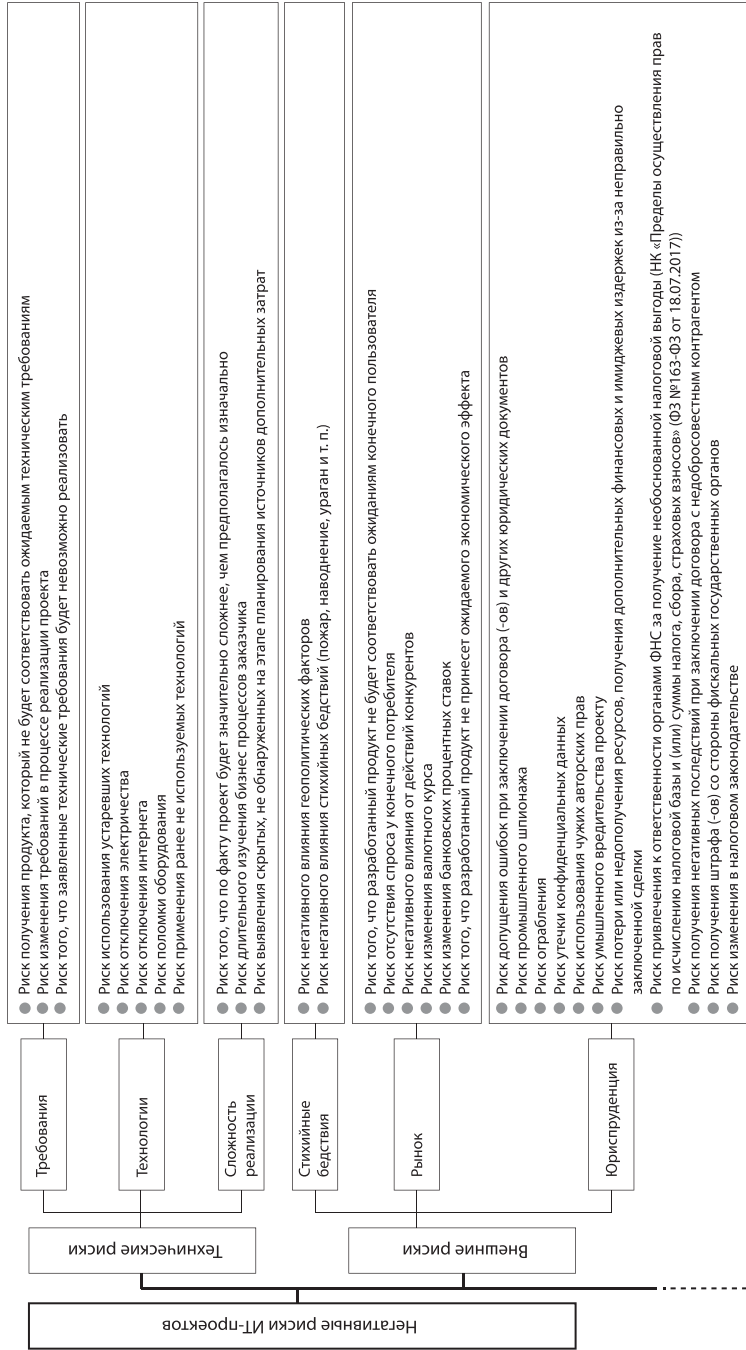 Негативные риски ИТ-проектов
Технические риски
Требования
● Риск получения продукта, который не будет соответствовать ожидаемым техническим требованиям
● Риск изменения требований в процессе реализации проекта
● Риск того, что заявленные технические требования будет невозможно реализовать
Технологии
● Риск использования устаревших технологий
● Риск отключения электричества
● Риск отключения интернета
● Риск поломки оборудования
● Риск применения ранее не используемых технологий
Сложность
реализации
● Риск того, что по факту проект будет значительно сложнее, чем предполагалось изначально
● Риск длительного изучения бизнес процессов заказчика
● Риск выявления скрытых, не обнаруженных на этапе планирования источников дополнительных затрат
Внешние риски
Стихийные
бедствия
● Риск негативного влияния геополитических факторов
● Риск негативного влияния стихийных бедствий (пожар, наводнение, ураган и т. п.)
Рынок
● Риск того, что разработанный продукт не будет соответствовать ожиданиям конечного пользователя
● Риск отсутствия спроса у конечного потребителя
● Риск негативного влияния от действий конкурентов
● Риск изменения валютного курса
● Риск изменения банковских процентных ставок
● Риск того, что разработанный продукт не принесет ожидаемого экономического эффекта
Юриспруденция
● Риск допущения ошибок при заключении договора (-ов) и других юридических документов
● Риск промышленного шпионажа
● Риск ограбления
● Риск утечки конфиденциальных данных
● Риск использования чужих авторских прав
● Риск умышленного вредительства проекту
● Риск потери или недополучения ресурсов, получения дополнительных финансовых и имиджевых издержек из-за неправильно
заключенной сделки
● Риск привлечения к ответственности органами ФНС за получение необоснованной налоговой выгоды (НК «Пределы осуществления прав
по исчислению налоговой базы и (или) суммы налога, сбора, страховых взносов» (ФЗ №163-ФЗ от 18.07.2017))
● Риск получения негативных последствий при заключении договора с недобросовестным контрагентом
● Риск получения штрафа (-ов) со стороны фискальных государственных органов
● Риск изменения в налоговом законодательстве